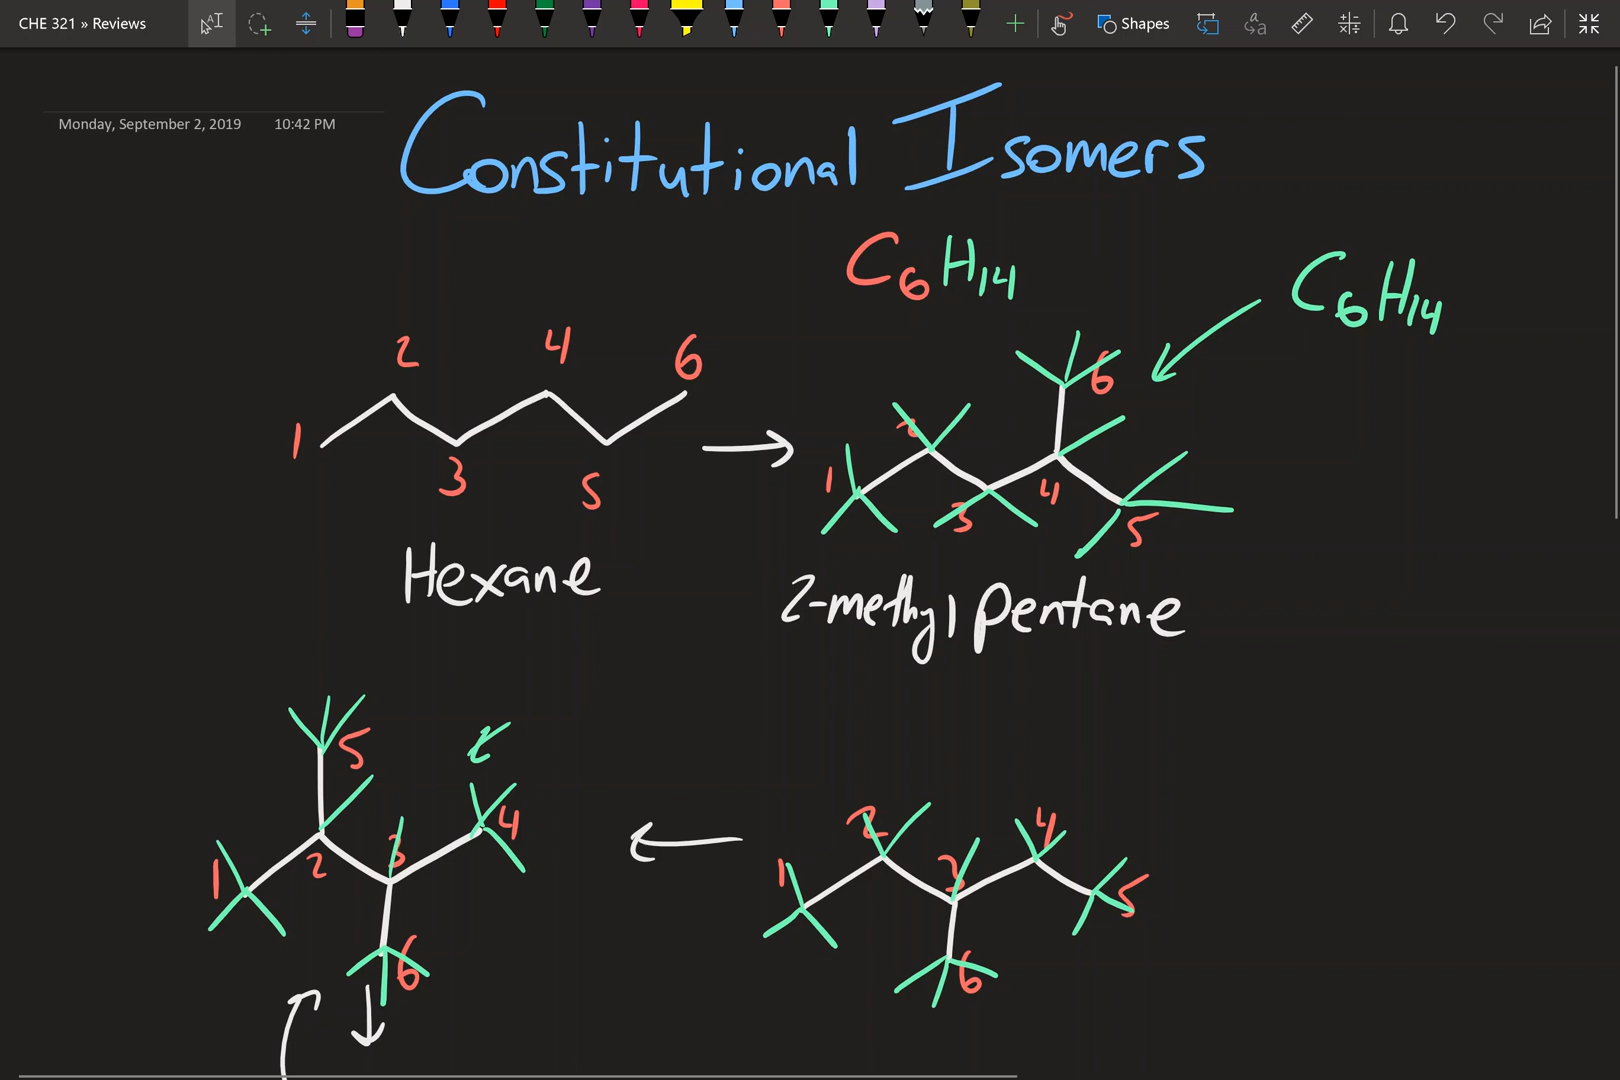 CHE 321 » Reviews
Shapes
Constitutional Isomers
Monday, September 2, 2019 10:42 PM
C6H14
C6H14
1 2 3 4 5 6
Hexane
1 2 3 4 5 6
2-methyl pentane
1 2 3 4 5 6
1 2 3 4 5 6